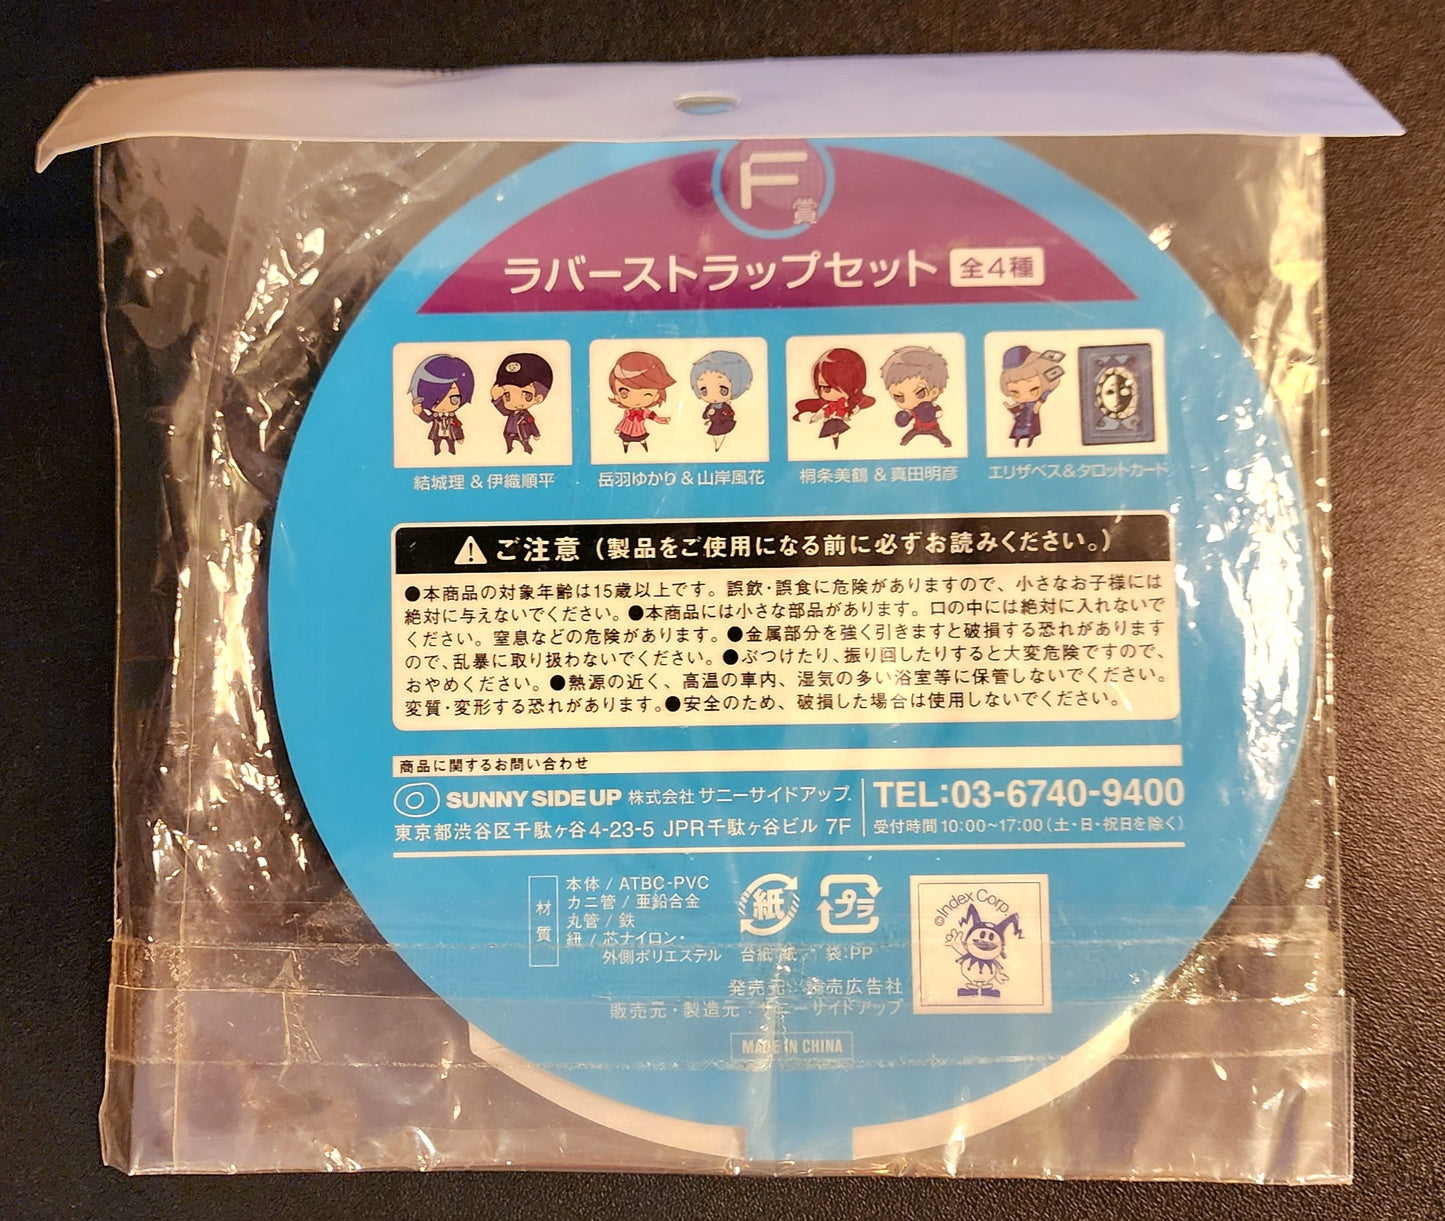 F賞
ラバーストラップセット 全4種
結城理 & 伊織順平
岳羽ゆかり & 山岸風花
桐条美鶴 & 真田明彦
エリザベス&タロットカード
ご注意 (製品をご使用になる前に必ずお読みください。)
●本商品の対象年齢は15歳以上です。誤飲・誤食に危険がありますので、小さなお子様には
絶対に与えないでください。●本商品には小さな部品があります。口の中には絶対に入れないで
ください。窒息などの危険があります。●金属部分を強く引きますと破損する恐れがあります
ので、乱暴に取り扱わないでください。●ぶつけたり、振り回したりすると大変危険ですので、
おやめください。●熱源の近く、高温の車内、湿気の多い浴室等に保管しないでください。
変質・変形する恐れがあります。●安全のため、破損した場合は使用しないでください。
商品に関するお問い合わせ
SUNNY SIDE UP 株式会社 サニーサイドアップ.
東京都渋谷区千駄ヶ谷4-23-5 JPR千駄ヶ谷ビル 7F
TEL:03-6740-9400
受付時間 10:00~17:00(土・日・祝日を除く)
材質
本体 / ATBC-PVC
カニ管 / 亜鉛合金
丸管 / 鉄
紐 / 芯ナイロン・
外側ポリエステル
紙
台紙 紙
プラ
袋:PP
©Index Corp.
発売元 売広告社
販売元・製造元 ニーサイドアップ
MADE IN CHINA